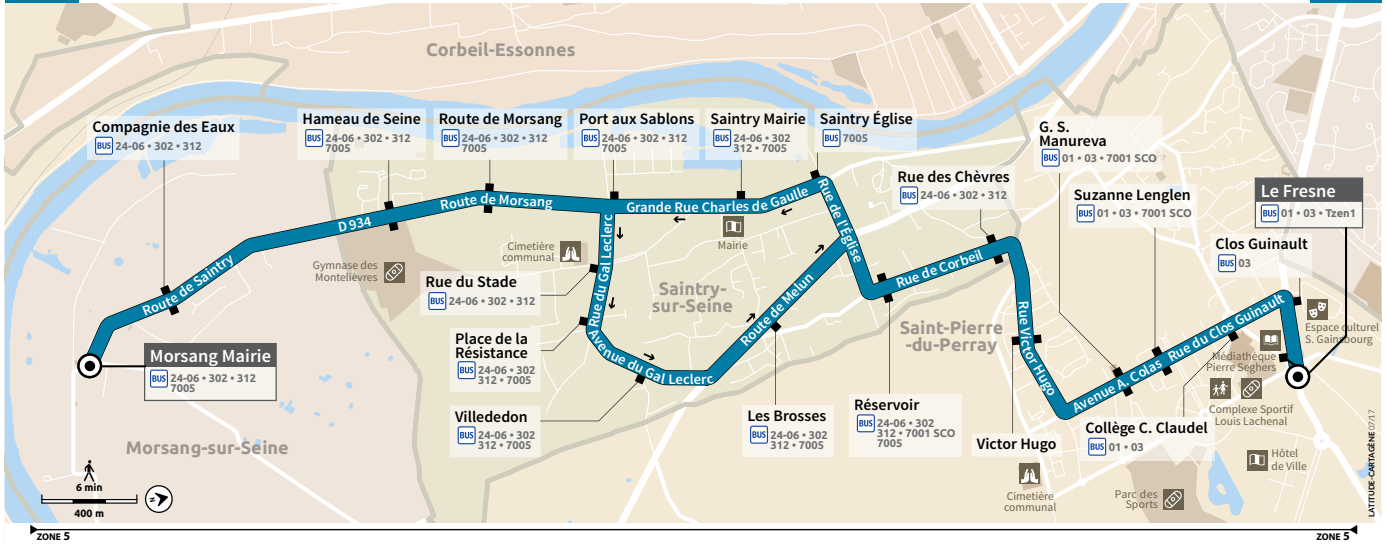 Corbeil-Essonnes
Compagnie des Eaux
BUS 24-06 • 302 • 312
Hameau de Seine
BUS 24-06 • 302 • 312
7005
Route de Morsang
BUS 24-06 • 302 • 312
7005
Port aux Sablons
BUS 24-06 • 302 • 312
7005
Saintry Mairie
BUS 24-06 • 302
312 • 7005
Saintry Église
BUS 7005
G. S.
Manureva
BUS 01 • 03 • 7001 SCO
Rue des Chèvres
BUS 24-06 • 302 • 312
Suzanne Lenglen
BUS 01 • 03 • 7001 SCO
Le Fresne
BUS 01 • 03 • Tzen1
Clos Guinault
BUS 03
Route de Saintry
D 934
Route de Morsang
Grande Rue Charles de Gaulle
Rue de l'Église
Rue de Corbeil
Mairie
Cimetière
communal
Gymnase des
Montelièvres
Rue du Gal Leclerc
Rue du Stade
BUS 24-06 • 302 • 312
Saintry-
sur-Seine
Route de Melun
Saint-Pierre
-du-Perray
Rue Victor Hugo
Place de la
Résistance
BUS 24-06 • 302
312 • 7005
Avenue du Gal Leclerc
Morsang Mairie
BUS 24-06 • 302 • 312
7005
Avenue A. Colas
Rue du Clos Guinault
Espace culturel
S. Gainsbourg
Médiathèque
Pierre Seghers
Complexe Sportif
Louis Lachenal
Villededon
BUS 24-06 • 302
312 • 7005
Les Brosses
BUS 24-06 • 302
312 • 7005
Réservoir
BUS 24-06 • 302
312 • 7001 SCO
7005
Victor Hugo
Collège C. Claudel
BUS 01 • 03
Morsang-sur-Seine
Hôtel
de Ville
Cimetière
communal
Parc des
Sports
6 min
400 m
N
LATITUDE-CARTAGÈNE 07/17
ZONE 5
ZONE 5